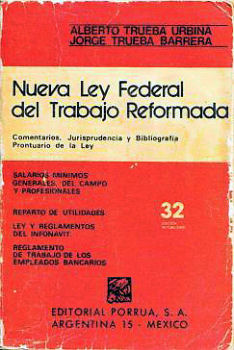 ALBERTO TRUEBA URBINA
JORGE TRUEBA BARRERA
Nueva Ley Federal
del Trabajo Reformada
Comentarios, Jurisprudencia y Bibliografía
Prontuario de la Ley
SALARIOS MINIMOS
GENERALES, DEL CAMPO
Y PROFESIONALES
REPARTO DE UTILIDADES
LEY Y REGLAMENTOS
DEL INFONAVIT
REGLAMENTO
DE TRABAJO DE LOS
EMPLEADOS BANCARIOS
32
EDITORIAL PORRUA, S. A.
ARGENTINA 15 - MEXICO